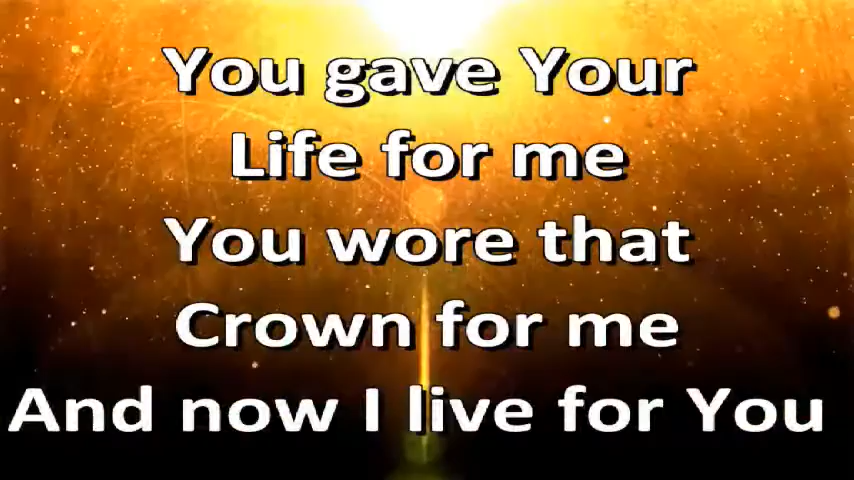 You gave Your
Life for me
You wore that
Crown for me
And now I live for You